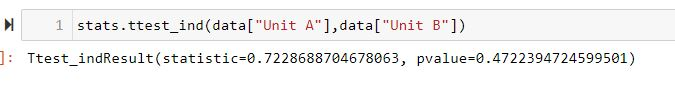 1 stats.ttest_ind(data["Unit A"],data["Unit B"])
]: Ttest_indResult(statistic=0.7228688704678063, pvalue=0.4722394724599501)